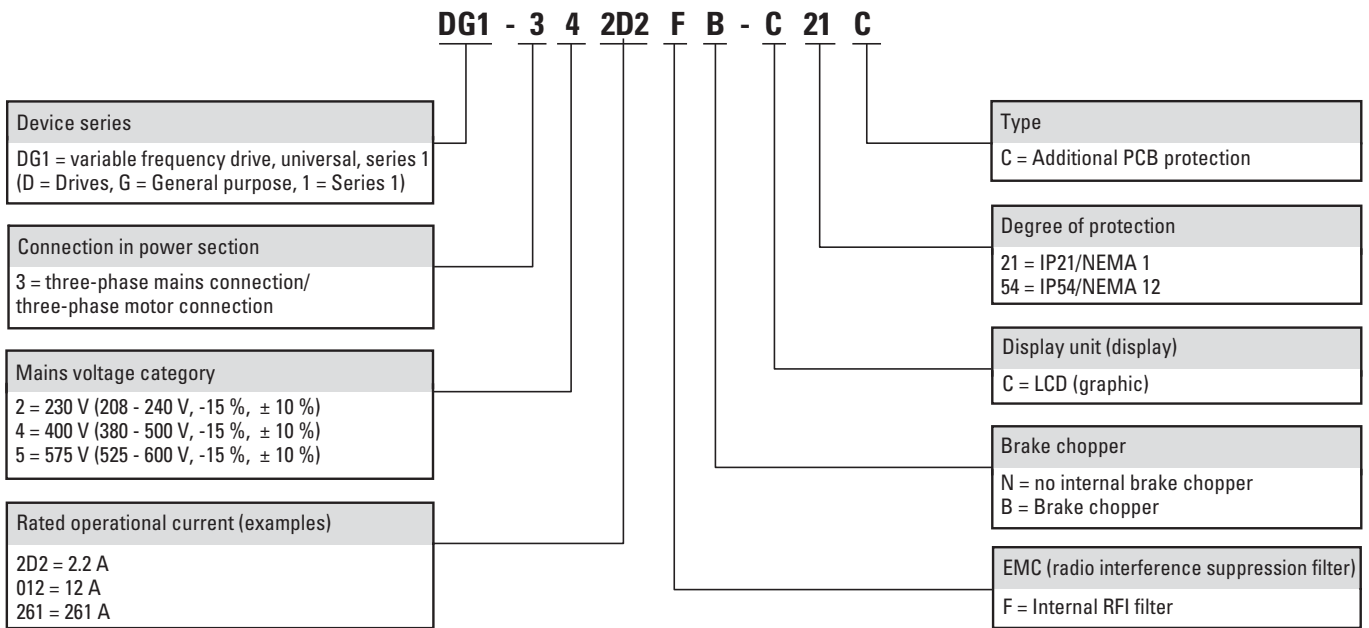 DG1 - 3 4 2D2 F B - C 21 C
Device series
DG1 = variable frequency drive, universal, series 1
(D = Drives, G = General purpose, 1 = Series 1)
Connection in power section
3 = three-phase mains connection/
three-phase motor connection
Mains voltage category
2 = 230 V (208 - 240 V, -15 %, ± 10 %)
4 = 400 V (380 - 500 V, -15 %, ± 10 %)
5 = 575 V (525 - 600 V, -15 %, ± 10 %)
Rated operational current (examples)
2D2 = 2.2 A
012 = 12 A
261 = 261 A
Type
C = Additional PCB protection
Degree of protection
21 = IP21/NEMA 1
54 = IP54/NEMA 12
Display unit (display)
C = LCD (graphic)
Brake chopper
N = no internal brake chopper
B = Brake chopper
EMC (radio interference suppression filter)
F = Internal RFI filter